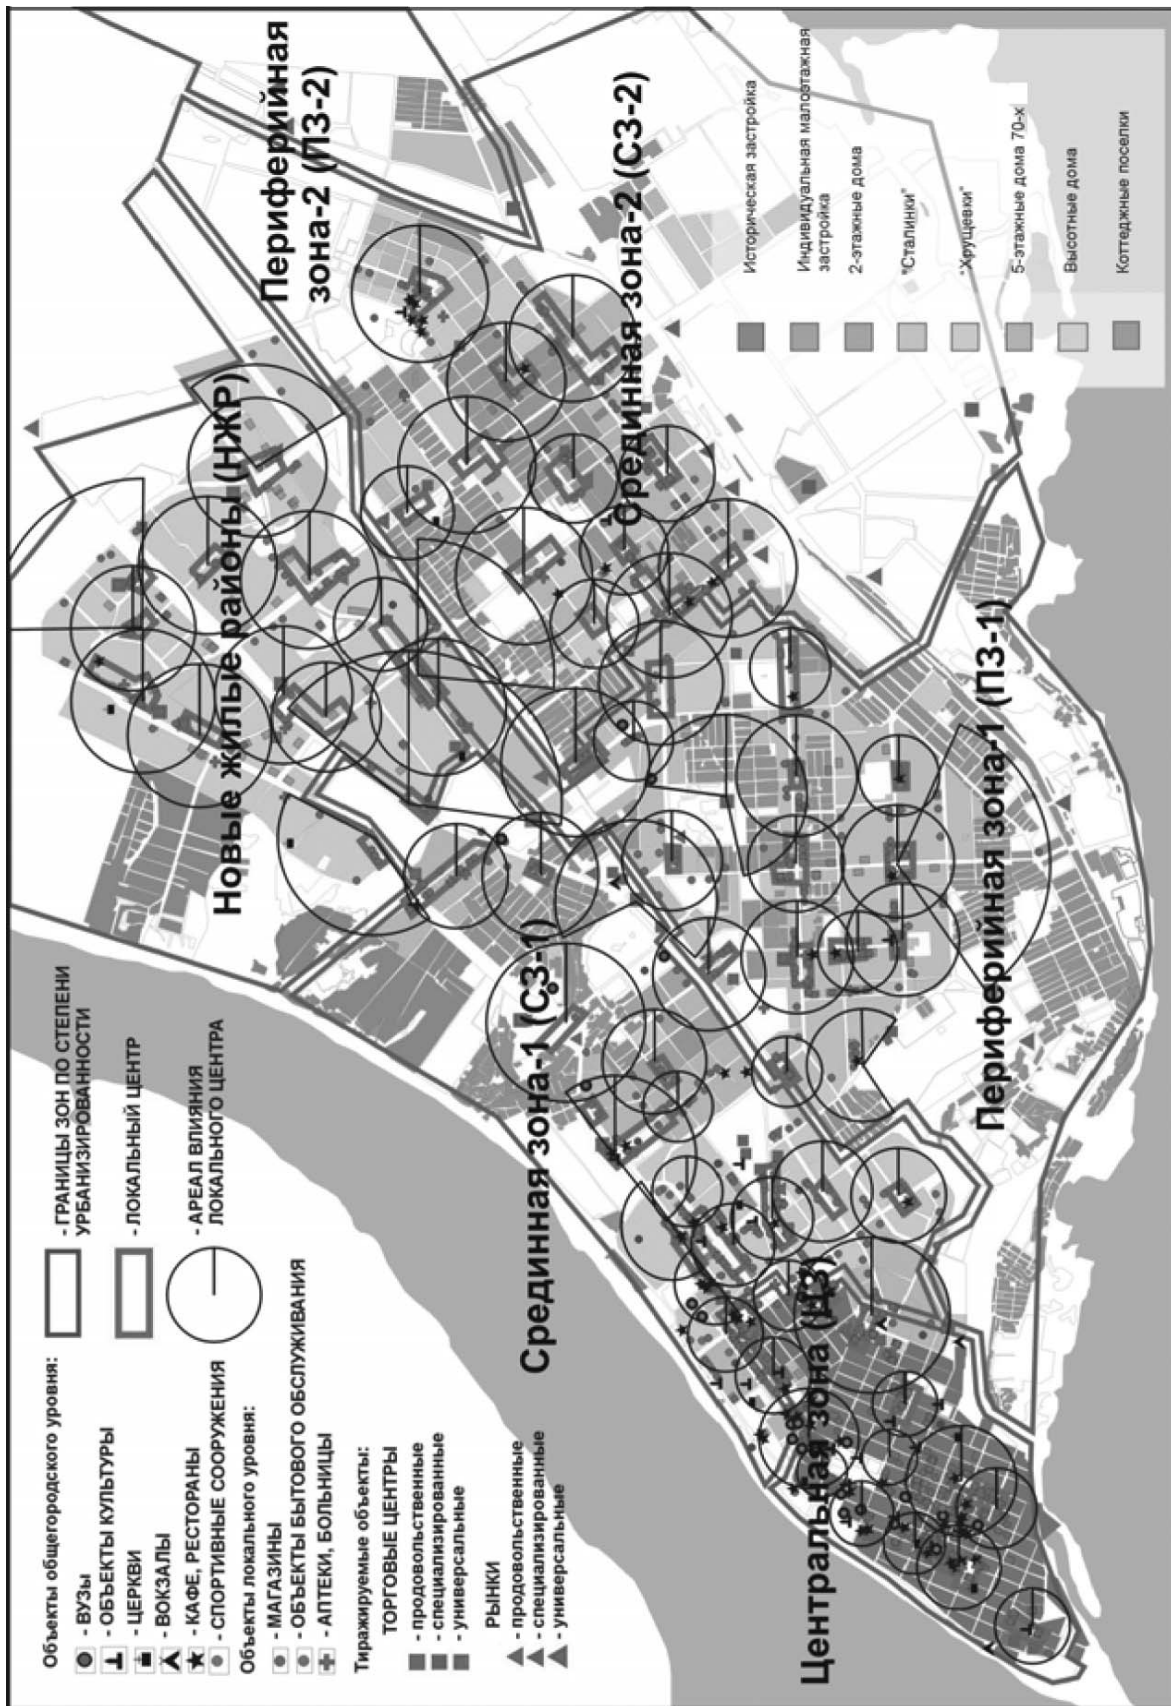 Объекты общегородского уровня:
- ВУЗы
- ОБЪЕКТЫ КУЛЬТУРЫ
- ЦЕРКВИ
- ВОКЗАЛЫ
- КАФЕ, РЕСТОРАНЫ
- СПОРТИВНЫЕ СООРУЖЕНИЯ
Объекты локального уровня:
- МАГАЗИНЫ
- ОБЪЕКТЫ БЫТОВОГО ОБСЛУЖИВАНИЯ
- АПТЕКИ, БОЛЬНИЦЫ
Тиражируемые объекты:
ТОРГОВЫЕ ЦЕНТРЫ
- продовольственные
- специализированные
- универсальные
РЫНКИ
- продовольственные
- специализированные
- универсальные
- ГРАНИЦЫ ЗОН ПО СТЕПЕНИ
УРБАНИЗИРОВАННОСТИ
- ЛОКАЛЬНЫЙ ЦЕНТР
- АРЕАЛ ВЛИЯНИЯ
ЛОКАЛЬНОГО ЦЕНТРА
Новые жилые районы (НЖР)
Периферийная
зона-2 (ПЗ-2)
Срединная зона-1 (СЗ-1)
Срединная зона-2 (СЗ-2)
Центральная зона (ЦЗ)
Периферийная зона-1 (ПЗ-1)
Историческая застройка
Индивидуальная малоэтажная
застройка
2-этажные дома
"Сталинки"
"Хрущевки"
5-этажные дома 70-х
Высотные дома
Коттеджные поселки